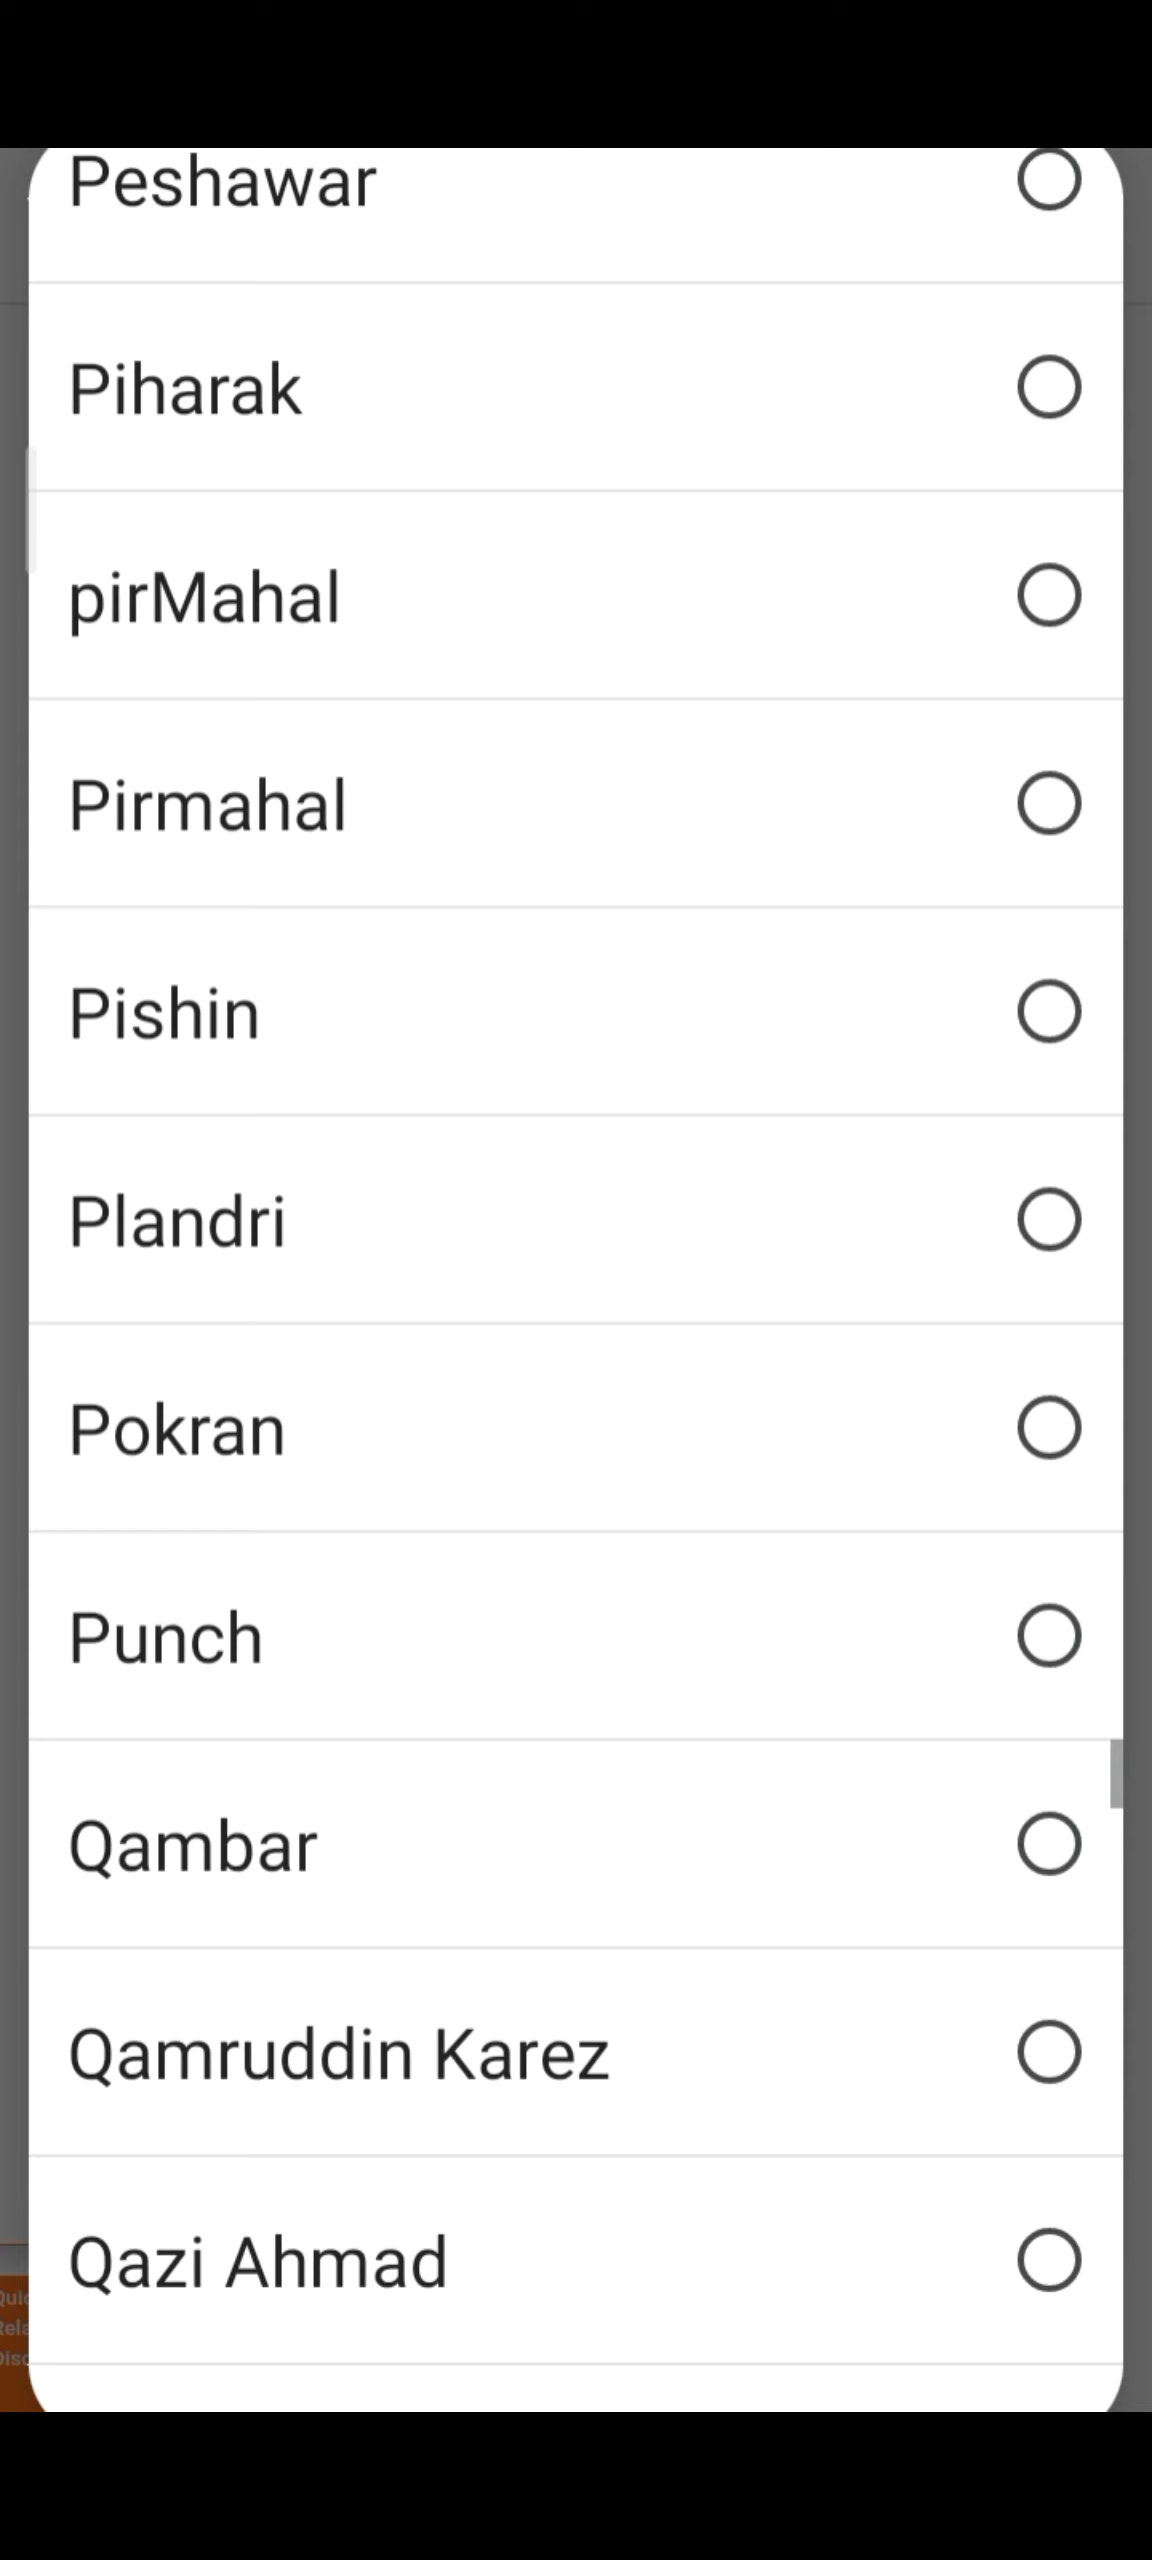 Peshawar
Piharak
pirMahal
Pirmahal
Pishin
Plandri
Pokran
Punch
Qambar
Qamruddin Karez
Qazi Ahmad